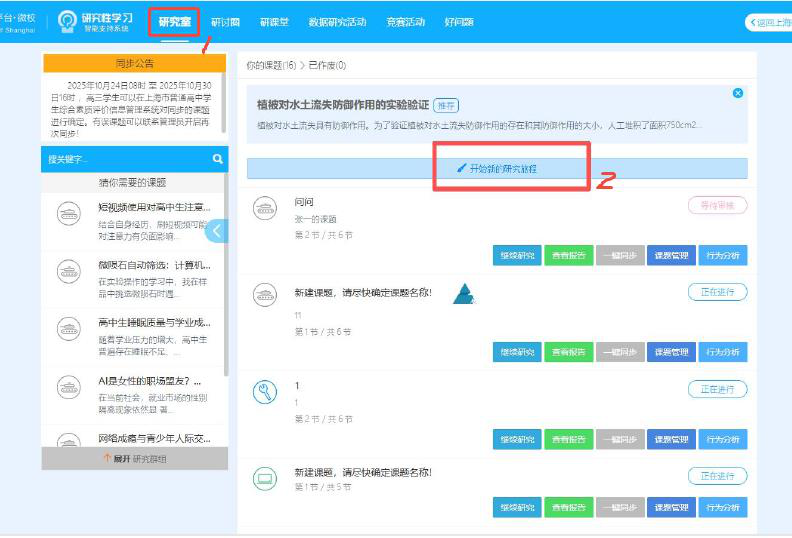 平台·微校
of Shanghai
研究性学习
智能支持系统
研究室
研讨圈
研课堂
数据研究活动
竞赛活动
好问题
返回上海
1
同步公告
2025年10月24日08时 至 2025年10月30
日16时，高三学生可以在上海市普通高中学
生综合素质评价信息管理系统对同步的课题
进行确定。有误课题可以联系管理员开启再
次同步！
搜关键字...
猜你需要的课题
短视频使用对高中生注意...
结合自身经历，刷短视频可能
对注意力有负面影响...
微陨石自动筛选：计算机...
在实验操作的学习中，我在样
品中挑选微陨石时遇...
高中生睡眠质量与学业成...
随着学业压力的增大，高中生
普遍存在睡眠不足、...
AI是女性的职场盟友？...
在当前社会，就业市场的性别
隔离现象依然显著...
网络成瘾与青少年人际交...
展开 研究群组
你的课题(16) > 已作废(0)
植被对水土流失防御作用的实验验证 推荐
植被对水土流失具有防御作用。为了验证植被对水土流失防御作用的存在和其防御作用的大小，人工堆积了面积750cm2...
开始新的研究旅程
2
问问
等待审核
张一的课题
第2节 / 共6节
继续研究 查看报告 一键同步 课题管理 行为分析
新建课题，请尽快确定课题名称！
正在进行
11
第1节 / 共6节
继续研究 查看报告 一键同步 课题管理 行为分析
1
正在进行
1
第2节 / 共6节
继续研究 查看报告 一键同步 课题管理 行为分析
新建课题，请尽快确定课题名称！
正在进行
第1节 / 共5节
继续研究 查看报告 一键同步 课题管理 行为分析